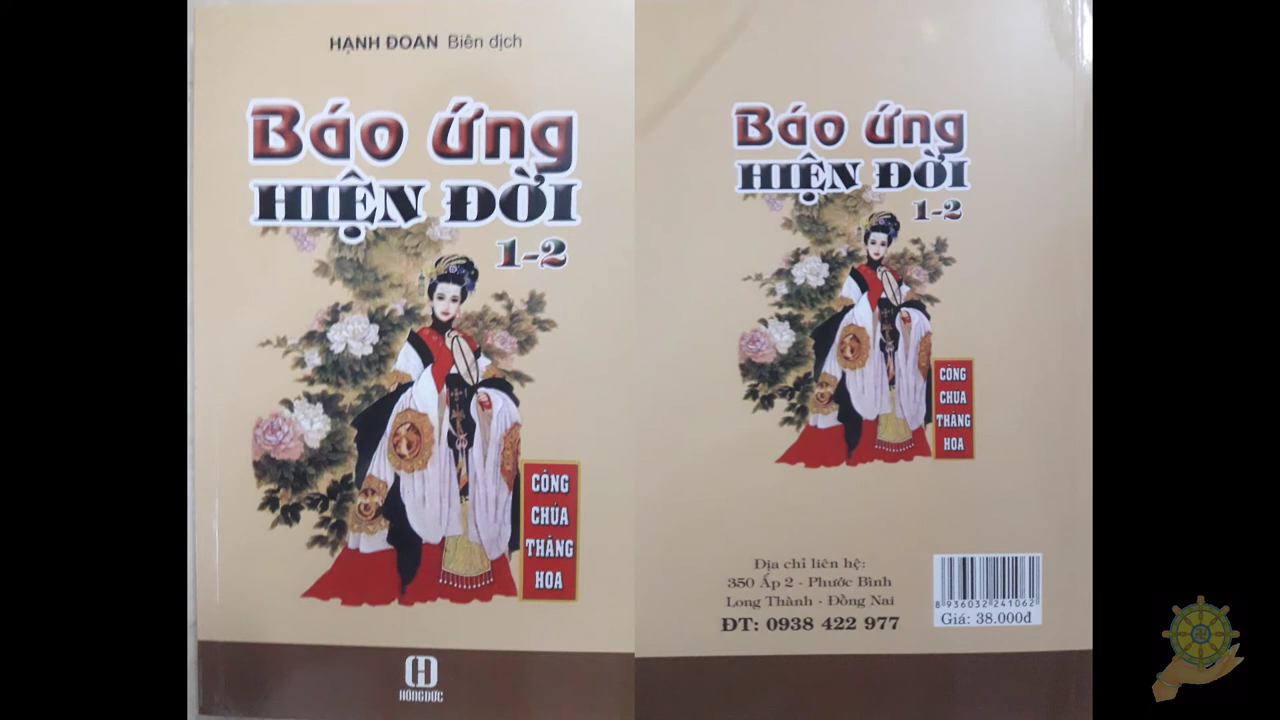 HẠNH ĐOAN Biên dịch
Báo ứng
HIỆN ĐỜI
1-2
CÔNG
CHÚA
THĂNG
HOA
HỒNG ĐỨC
Báo ứng
HIỆN ĐỜI
1-2
CÔNG
CHÚA
THĂNG
HOA
Địa chỉ liên hệ:
350 Ấp 2 - Phước Bình
Long Thành - Đồng Nai
ĐT: 0938 422 977
8 936032 241062
Giá: 38.000đ